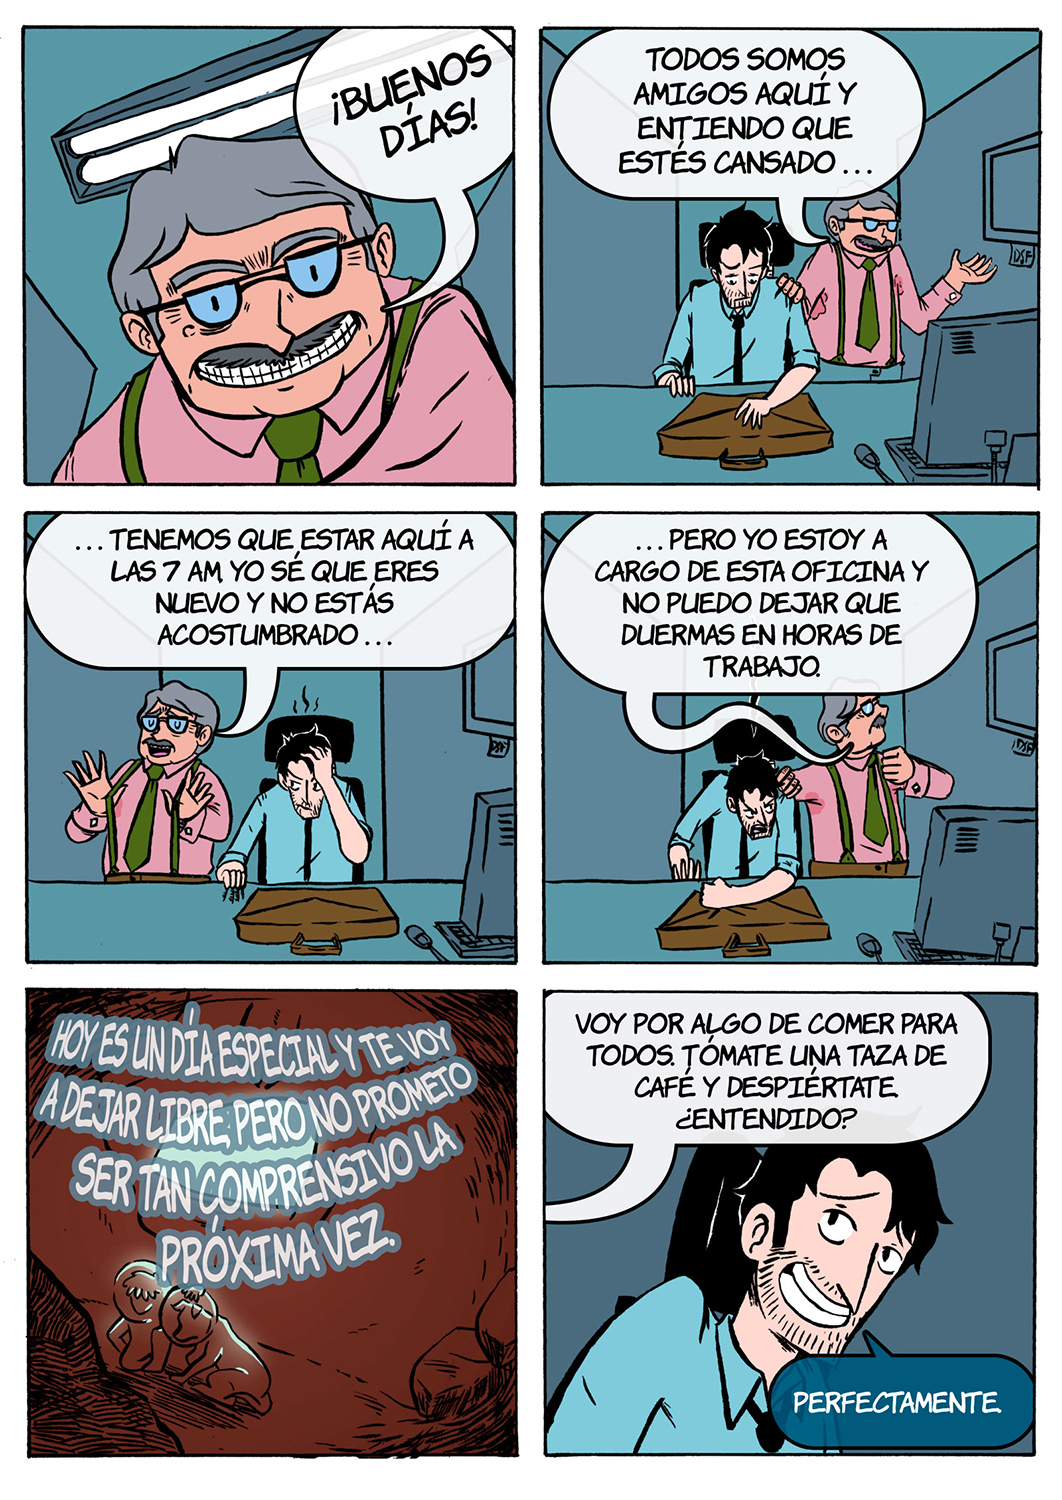 ¡BUENOS
DÍAS!
TODOS SOMOS
AMIGOS AQUÍ Y
ENTIENDO QUE
ESTÉS CANSADO . . .
DSF
. . . TENEMOS QUE ESTAR AQUÍ A
LAS 7 AM, YO SÉ QUE ERES
NUEVO Y NO ESTÁS
ACOSTUMBRADO . . .
DSF
. . . PERO YO ESTOY A
CARGO DE ESTA OFICINA Y
NO PUEDO DEJAR QUE
DUERMAS EN HORAS DE
TRABAJO.
DSF
HOY ES UN DÍA ESPECIAL Y TE VOY
A DEJAR LIBRE, PERO NO PROMETO
SER TAN COMPRENSIVO LA
PRÓXIMA VEZ.
VOY POR ALGO DE COMER PARA
TODOS. TÓMATE UNA TAZA DE
CAFÉ Y DESPIÉRTATE.
¿ENTENDIDO?
PERFECTAMENTE.